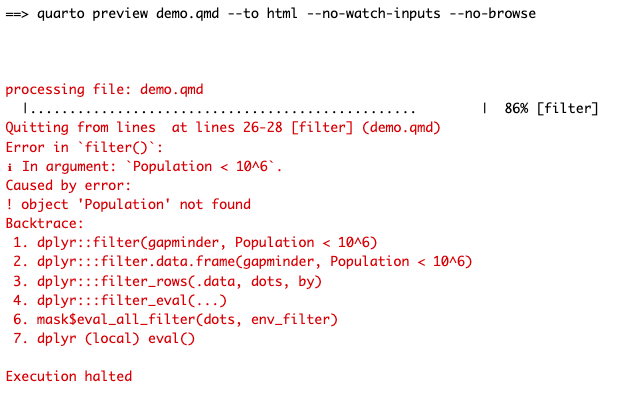 ==> quarto preview demo.qmd --to html --no-watch-inputs --no-browse
processing file: demo.qmd
  |..................................................        |  86% [filter]
Quitting from lines  at lines 26-28 [filter] (demo.qmd)
Error in `filter()`:
ℹ In argument: `Population < 10^6`.
Caused by error:
! object 'Population' not found
Backtrace:
 1. dplyr::filter(gapminder, Population < 10^6)
 2. dplyr:::filter.data.frame(gapminder, Population < 10^6)
 3. dplyr:::filter_rows(.data, dots, by)
 4. dplyr:::filter_eval(...)
 6. mask$eval_all_filter(dots, env_filter)
 7. dplyr (local) eval()
Execution halted